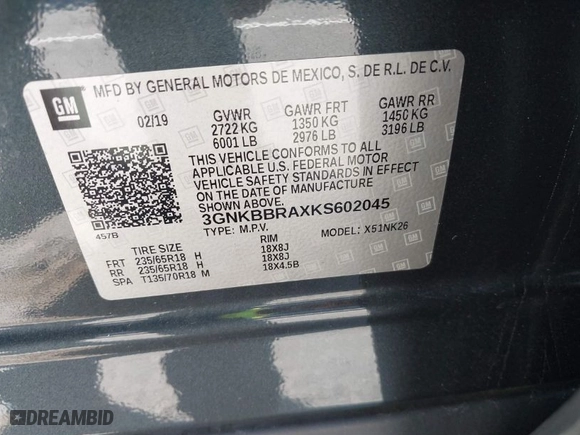 MFD BY GENERAL MOTORS DE MEXICO, S. DE R.L. DE C.V.
GM
02/19 GVWR GAWR FRT GAWR RR
2722 KG 1350 KG 1450 KG
6001 LB 2976 LB 3196 LB
THIS VEHICLE CONFORMS TO ALL
APPLICABLE U.S. FEDERAL MOTOR
VEHICLE SAFETY STANDARDS IN EFFECT
ON THE DATE OF MANUFACTURE
SHOWN ABOVE.
3GNKBBRAXKS602045
457B
TYPE: M.P.V. MODEL: X51NK26
TIRE SIZE RIM
FRT 235/65R18 H 18X8J
RR 235/65R18 H 18X8J
SPA T135/70R18 M 18X4.5B
DREAMBID